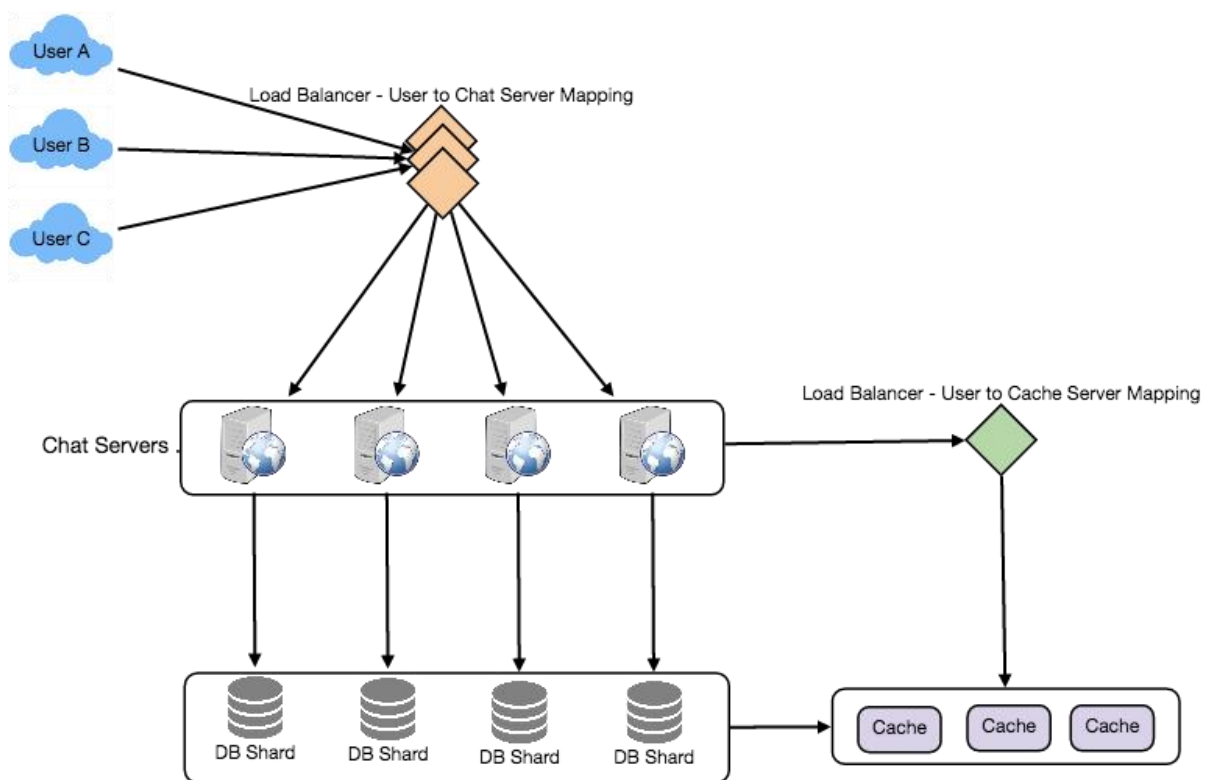 User A
Load Balancer - User to Chat Server Mapping
User B
User C
Load Balancer - User to Cache Server Mapping
Chat Servers .
DB Shard
DB Shard
DB Shard
DB Shard
Cache
Cache
Cache